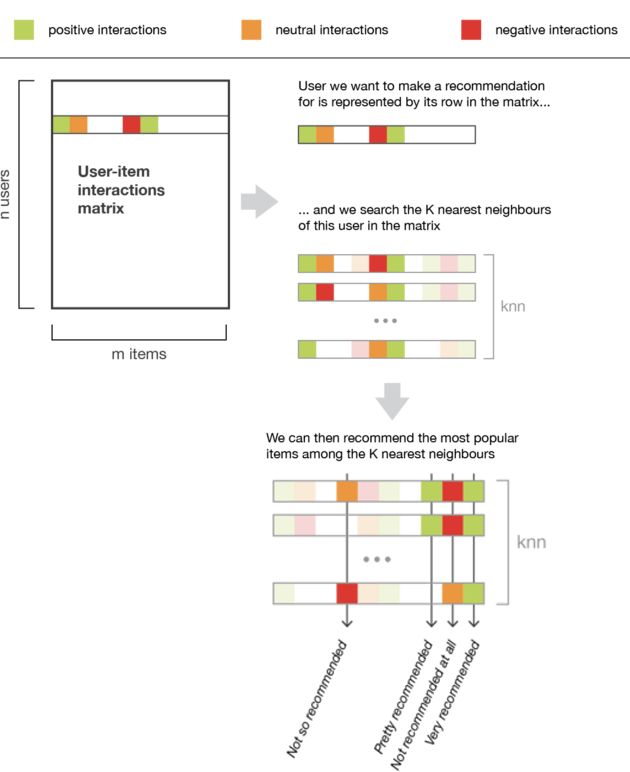 positive interactions
neutral interactions
negative interactions
User we want to make a recommendation
for is represented by its row in the matrix...
User-item
interactions
matrix
n users
m items
... and we search the K nearest neighbours
of this user in the matrix
knn
We can then recommend the most popular
items among the K nearest neighbours
knn
Not so recommended
Pretty recommended
Not recommended at all
Very recommended